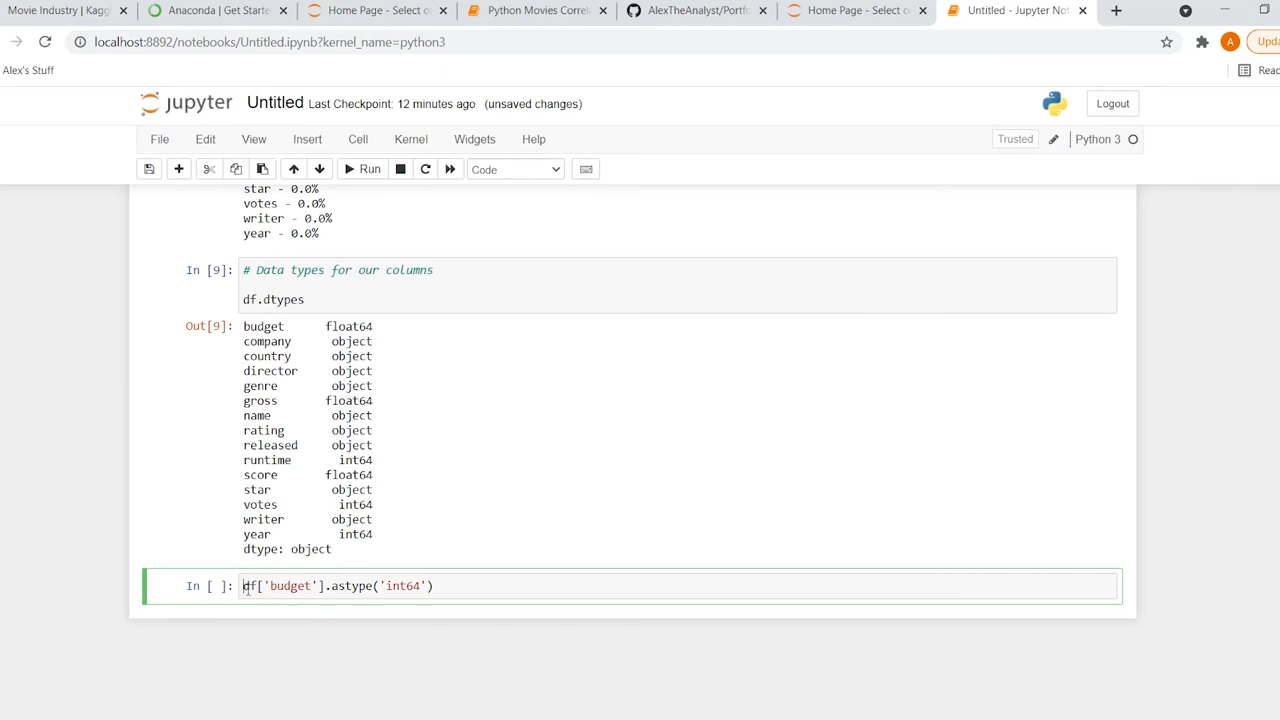 Movie Industry | Kagg
Anaconda | Get Starte
Home Page - Select o
Python Movies Correla
AlexTheAnalyst/Portfo
Home Page - Select o
Untitled - Jupyter Not
localhost:8892/notebooks/Untitled.ipynb?kernel_name=python3
A
Upda
Alex's Stuff
Read
jupyter Untitled Last Checkpoint: 12 minutes ago (unsaved changes)
Logout
File Edit View Insert Cell Kernel Widgets Help
Trusted
Python 3
Run
Code
star - 0.0%
votes - 0.0%
writer - 0.0%
year - 0.0%
In [9]: # Data types for our columns
df.dtypes
Out[9]: budget float64
company object
country object
director object
genre object
gross float64
name object
rating object
released object
runtime int64
score float64
star object
votes int64
writer object
year int64
dtype: object
In [ ]: df['budget'].astype('int64')